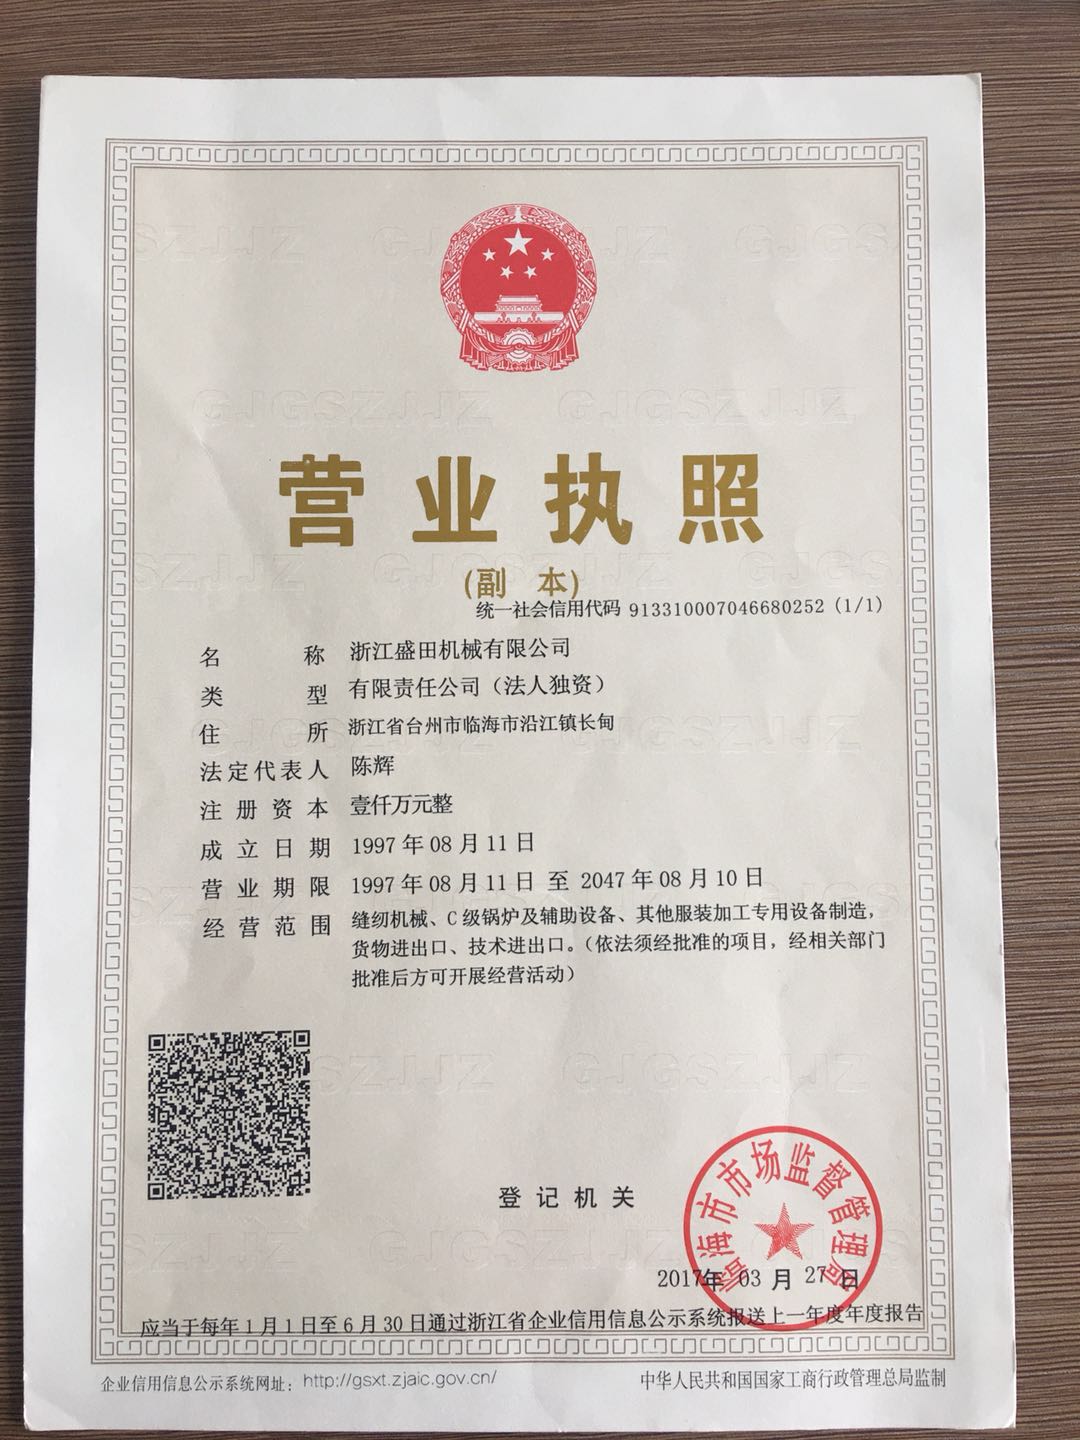 营业执照
(副 本)
统一社会信用代码 913310007046680252 (1/1)
名称 浙江盛田机械有限公司
类型 有限责任公司（法人独资）
住所 浙江省台州市临海市沿江镇长甸
法定代表人 陈辉
注册资本 壹仟万元整
成立日期 1997年08月11日
营业期限 1997年08月11日 至 2047年08月10日
经营范围 缝纫机械、C级锅炉及辅助设备、其他服装加工专用设备制造，
货物进出口、技术进出口。（依法须经批准的项目，经相关部门
批准后方可开展经营活动）
登记机关
临海市市场监督管理局
2017年 03 月 27 日
应当于每年1月1日至6月30日通过浙江省企业信用信息公示系统报送上一年度年度报告
企业信用信息公示系统网址：http://gsxt.zjaic.gov.cn/ 中华人民共和国国家工商行政管理总局监制